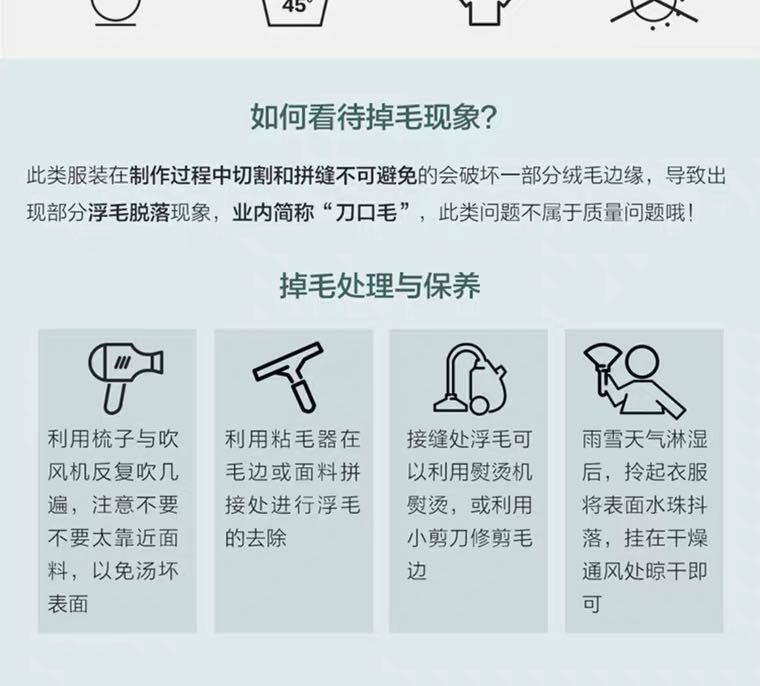 45°
如何看待掉毛现象?
此类服装在制作过程中切割和拼缝不可避免的会破坏一部分绒毛边缘，导致出
现部分浮毛脱落现象，业内简称“刀口毛”，此类问题不属于质量问题哦！
掉毛处理与保养
利用梳子与吹
风机反复吹几
遍，注意不要
不要太靠近面
料，以免汤坏
表面
利用粘毛器在
毛边或面料拼
接处进行浮毛
的去除
接缝处浮毛可
以利用熨烫机
熨烫，或利用
小剪刀修剪毛
边
雨雪天气淋湿
后，拎起衣服
将表面水珠抖
落，挂在干燥
通风处晾干即
可